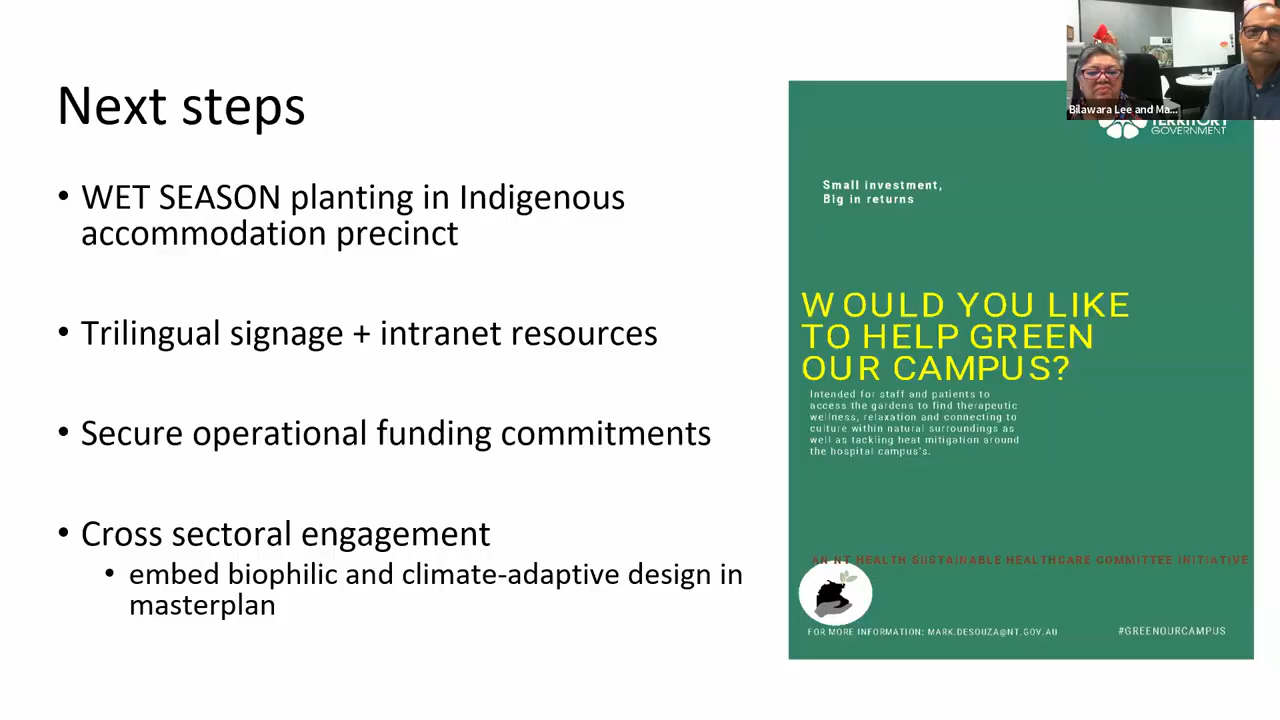 Next steps
• WET SEASON planting in Indigenous
accommodation precinct
• Trilingual signage + intranet resources
• Secure operational funding commitments
• Cross sectoral engagement
• embed biophilic and climate-adaptive design in
masterplan
Bilawara Lee and Ma...
TERRITORY
GOVERNMENT
Small investment,
Big in returns
WOULD YOU LIKE
TO HELP GREEN
OUR CAMPUS?
Intended for staff and patients to
access the gardens to find therapeutic
wellness, relaxation and connecting to
culture within natural surroundings as
well as tackling heat mitigation around
the hospital campus's.
AN NT HEALTH SUSTAINABLE HEALTHCARE COMMITTEE INITIATIVE
FOR MORE INFORMATION: MARK.DESOUZA@NT.GOV.AU
#GREENOURCAMPUS